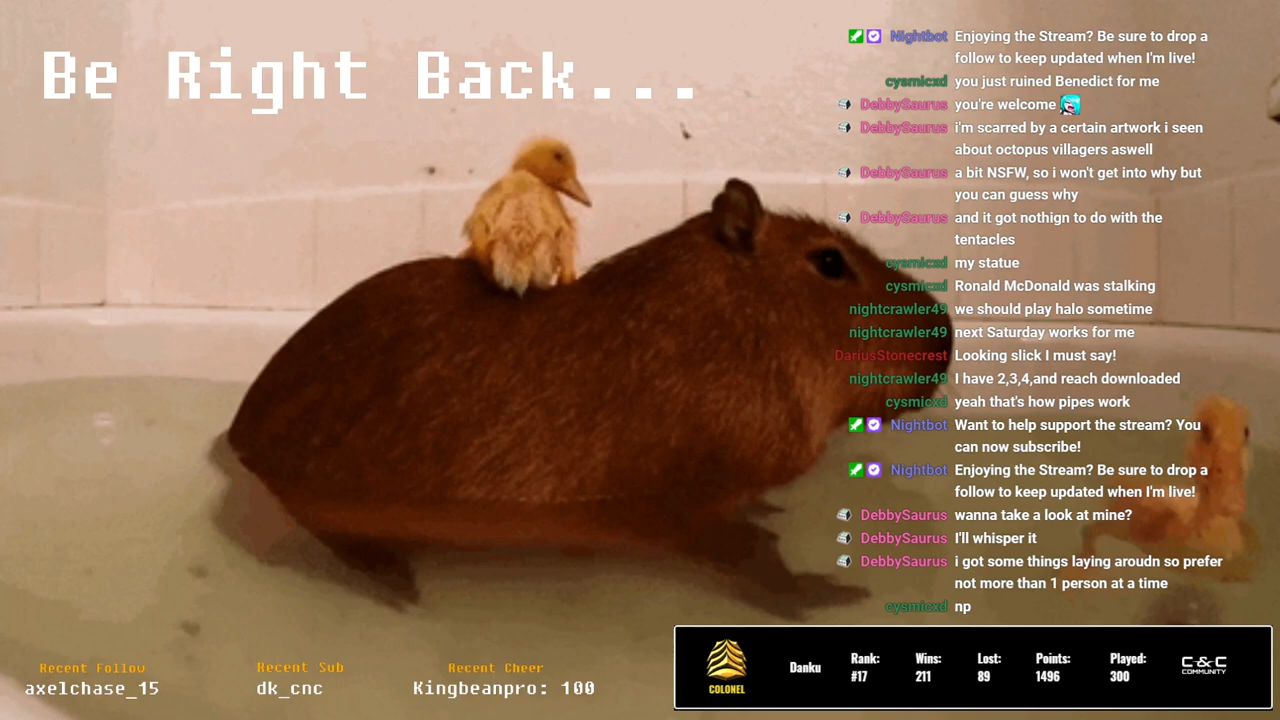 Be Right Back...
Nightbot Enjoying the Stream? Be sure to drop a
follow to keep updated when I'm live!
cysmicxd you just ruined Benedict for me
DebbySaurus you're welcome
DebbySaurus i'm scarred by a certain artwork i seen
about octopus villagers aswell
DebbySaurus a bit NSFW, so i won't get into why but
you can guess why
DebbySaurus and it got nothign to do with the
tentacles
cysmicxd my statue
cysmicxd Ronald McDonald was stalking
nightcrawler49 we should play halo sometime
nightcrawler49 next Saturday works for me
DariusStonecrest Looking slick I must say!
nightcrawler49 I have 2,3,4,and reach downloaded
cysmicxd yeah that's how pipes work
Nightbot Want to help support the stream? You
can now subscribe!
Nightbot Enjoying the Stream? Be sure to drop a
follow to keep updated when I'm live!
DebbySaurus wanna take a look at mine?
DebbySaurus I'll whisper it
DebbySaurus i got some things laying aroudn so prefer
not more than 1 person at a time
cysmicxd np
Recent Follow
axelchase_15
Recent Sub
dk_cnc
Recent Cheer
Kingbeanpro: 100
COLONEL
Danku
Rank:
#17
Wins:
211
Lost:
89
Points:
1496
Played:
300
C&C
COMMUNITY